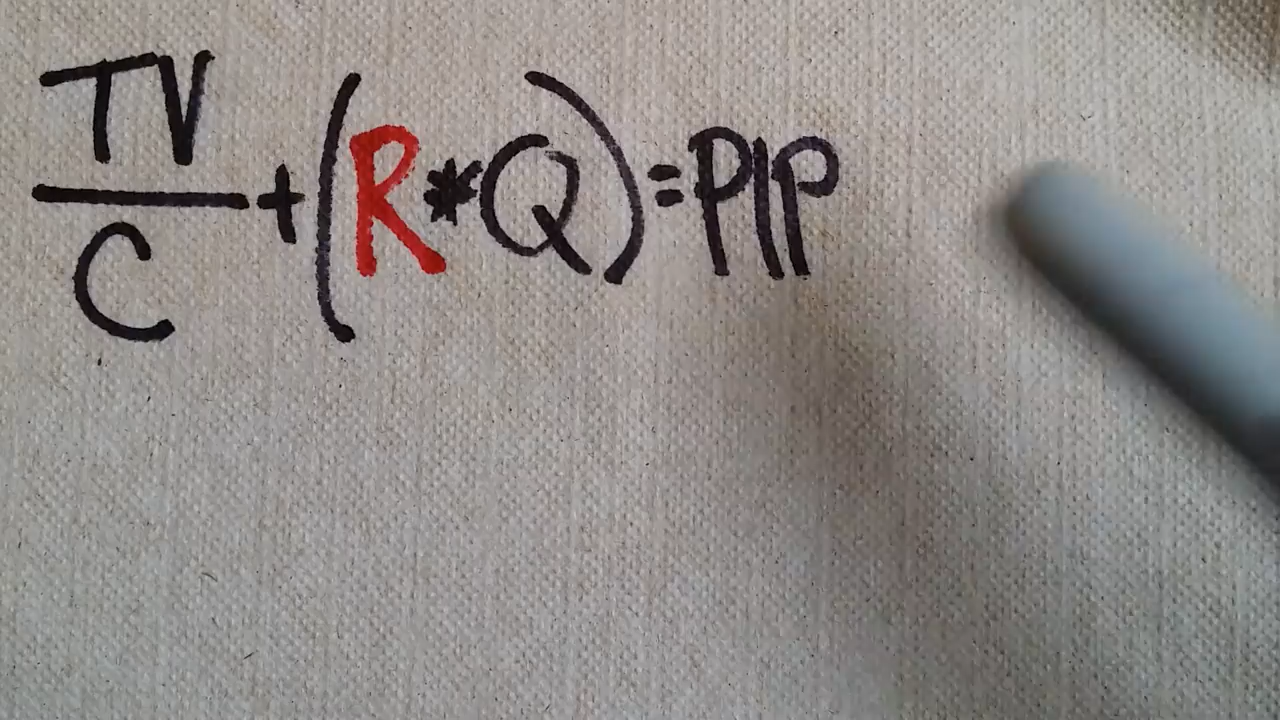 TV
C + (R * Q) = PIP